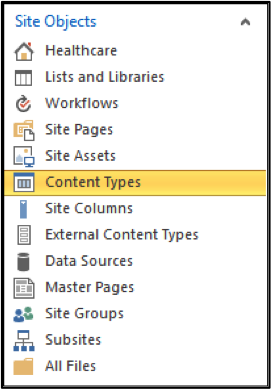 Site Objects
Healthcare
Lists and Libraries
Workflows
Site Pages
Site Assets
Content Types
Site Columns
External Content Types
Data Sources
Master Pages
Site Groups
Subsites
All Files